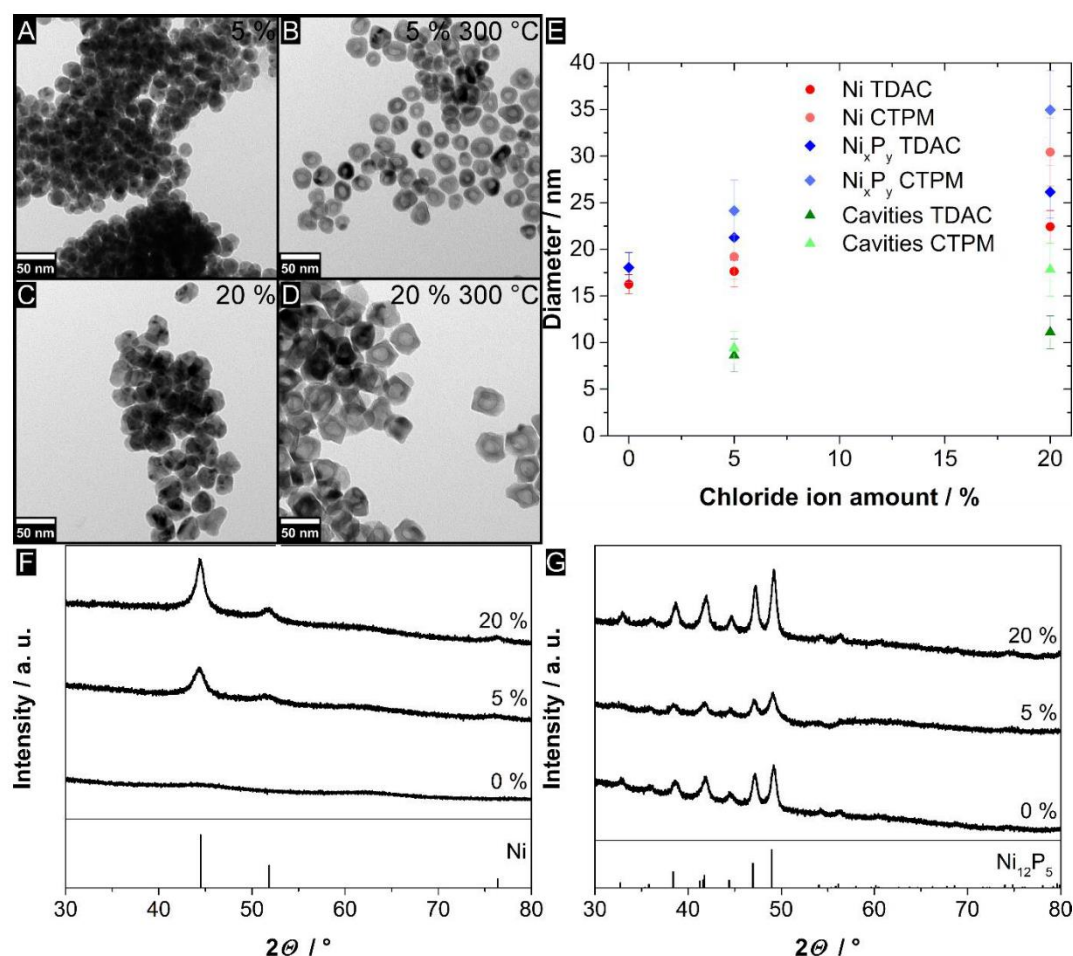 A
5 %
B
5 % 300 °C
50 nm
50 nm
C
20 %
D
20 % 300 °C
50 nm
50 nm
E
Diameter / nm
40
35
30
25
20
15
10
5
0
Ni TDAC
Ni CTPM
NiₓPᵧ TDAC
NiₓPᵧ CTPM
Cavities TDAC
Cavities CTPM
0 5 10 15 20
Chloride ion amount / %
F
Intensity / a. u.
20 %
5 %
0 %
Ni
30 40 50 60 70 80
2Θ / °
G
Intensity / a. u.
20 %
5 %
0 %
Ni₁₂P₅
30 40 50 60 70 80
2Θ / °